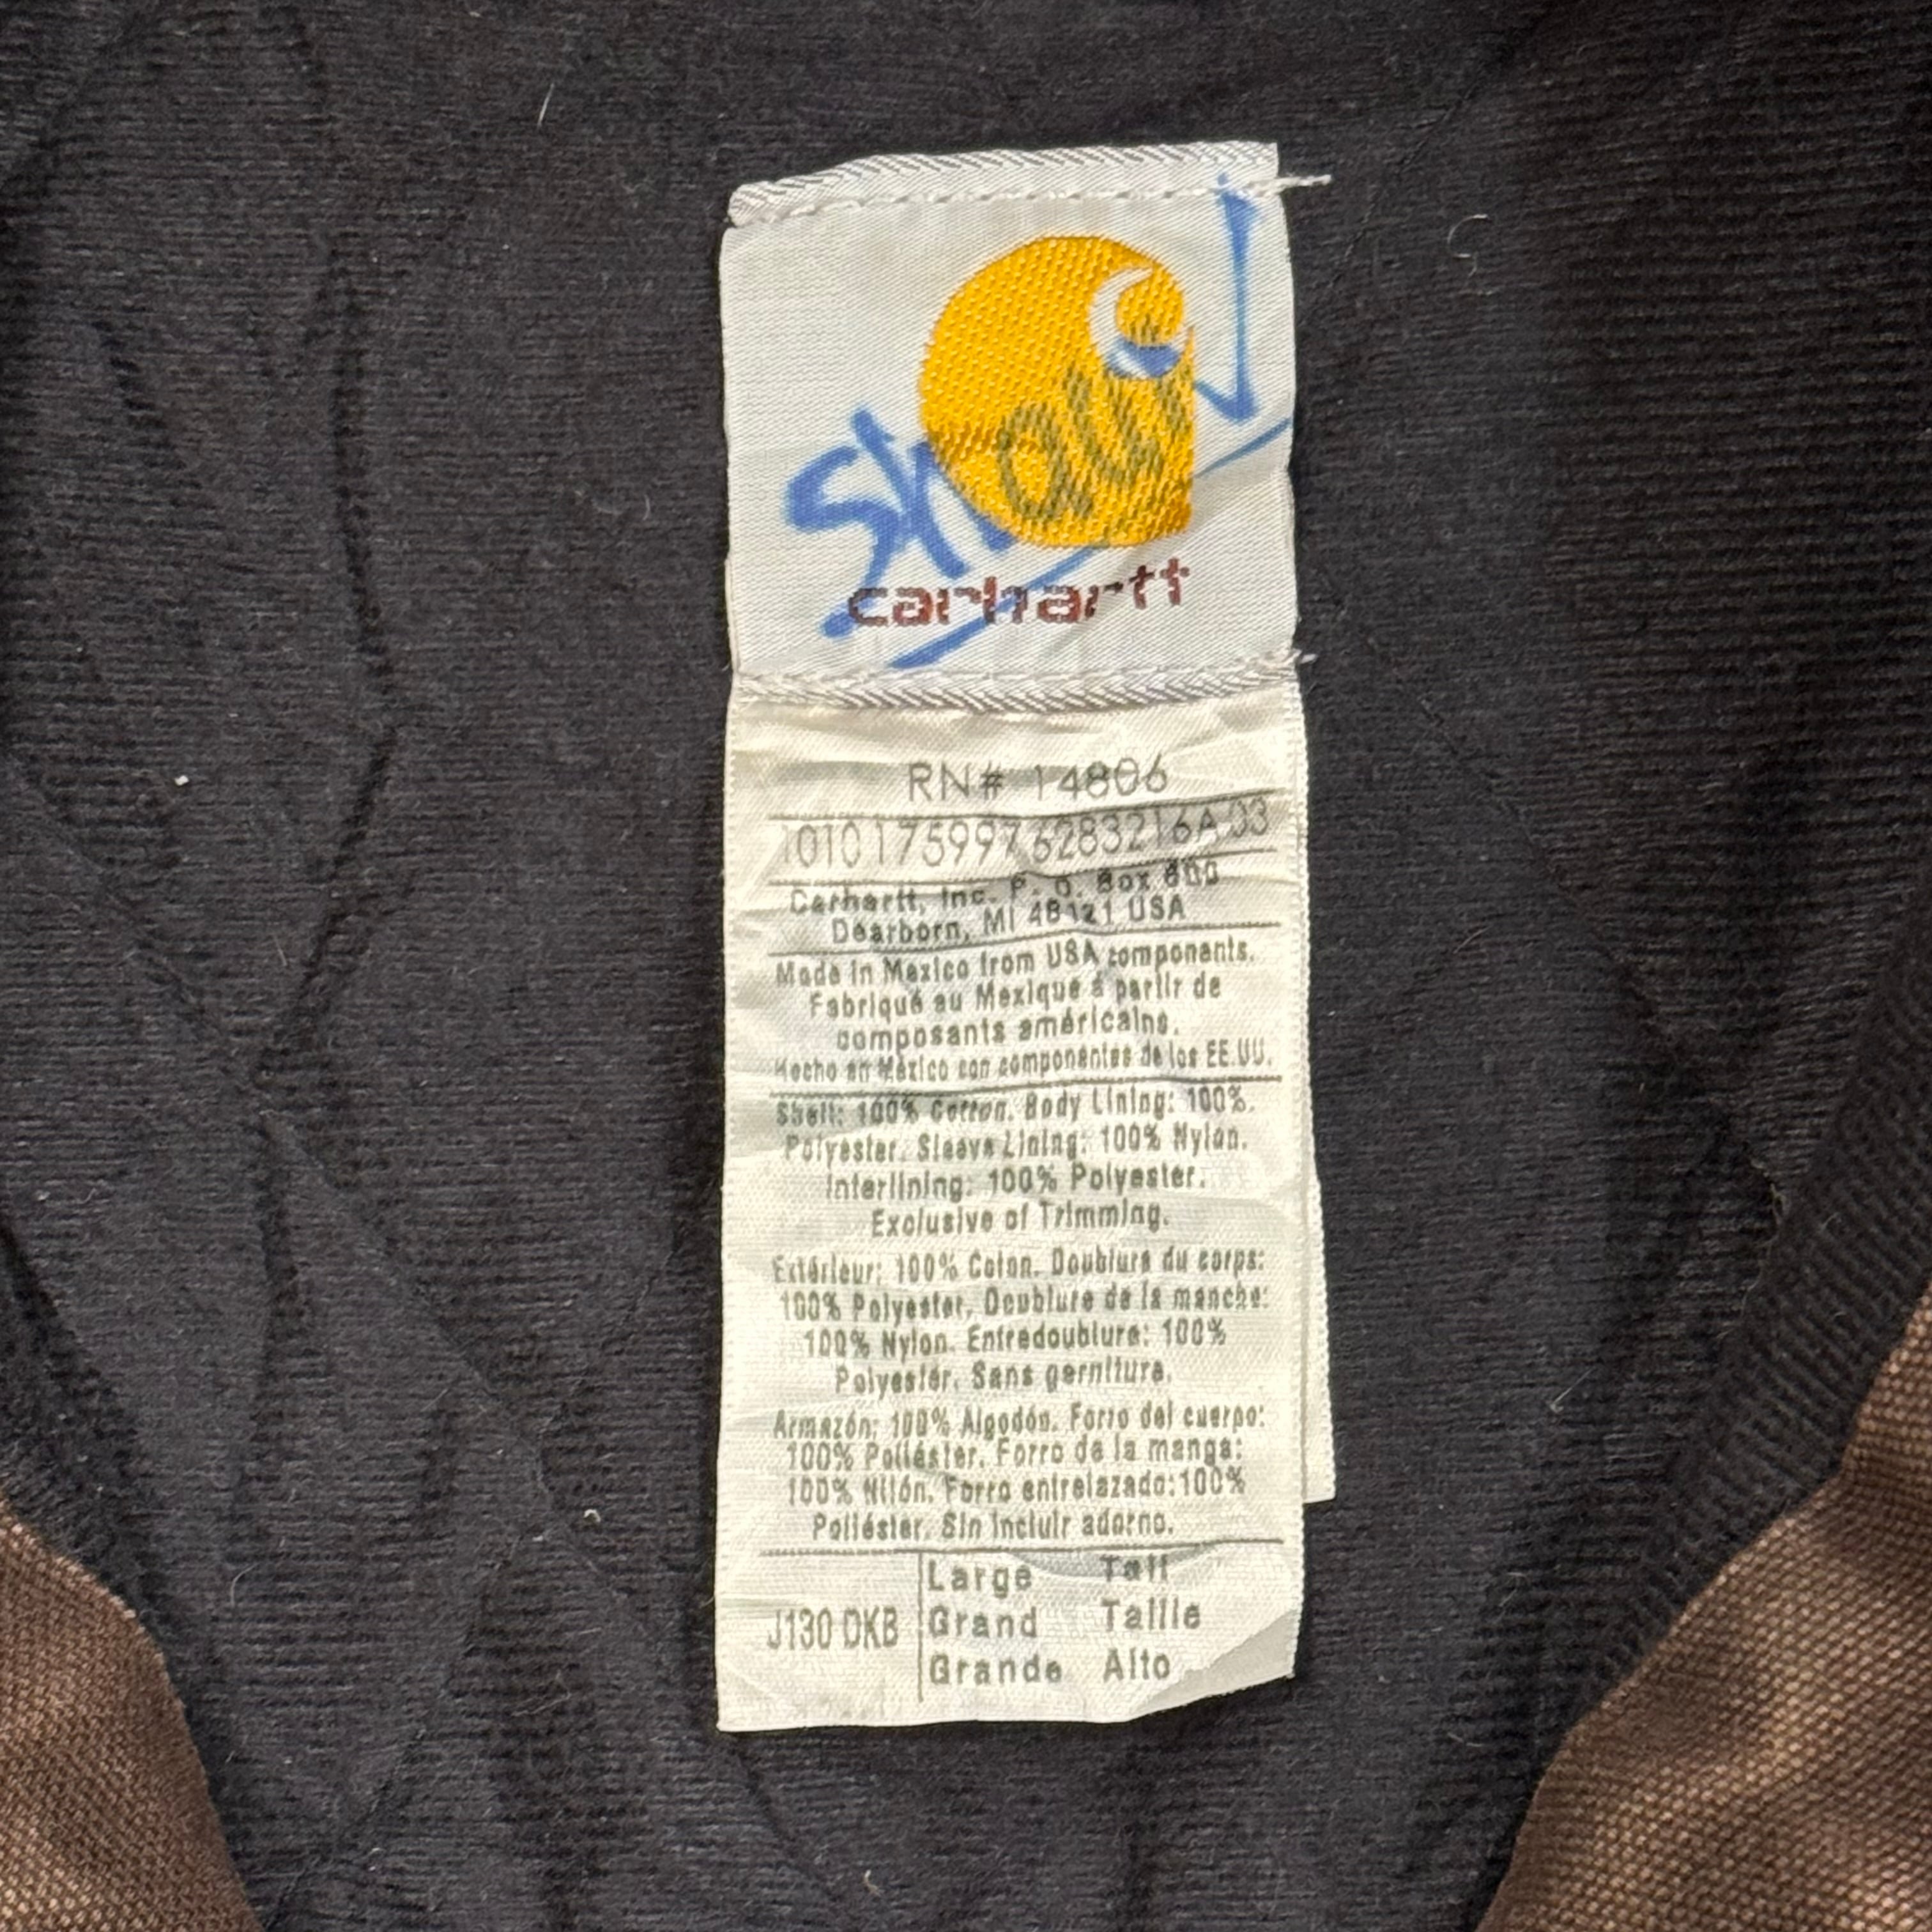 Shawn
carhartt
RN# 14806
1010175997 6283216A 03
Carhartt, Inc. P. O. Box 600
Dearborn, MI 48121 USA
Made in Mexico from USA components.
Fabriqué au Mexique à partir de
composants américains.
Hecho en México con componentes de los EE.UU.
Shell: 100% Cotton. Body Lining: 100%.
Polyester. Sleeve Lining: 100% Nylon.
Interlining: 100% Polyester.
Exclusive of Trimming.
Extérieur: 100% Coton. Doublure du corps:
100% Polyester. Doublure de la manche:
100% Nylon. Entredoublure: 100%
Polyestér. Sans garniture.
Armazón: 100% Algodón. Forro del cuerpo:
100% Poliéster. Forro de la manga:
100% Nilón. Forro entrelazado:100%
Poliéster. Sin incluir adorno.
J130 DKB
Large Tall
Grand Taille
Grande Alto